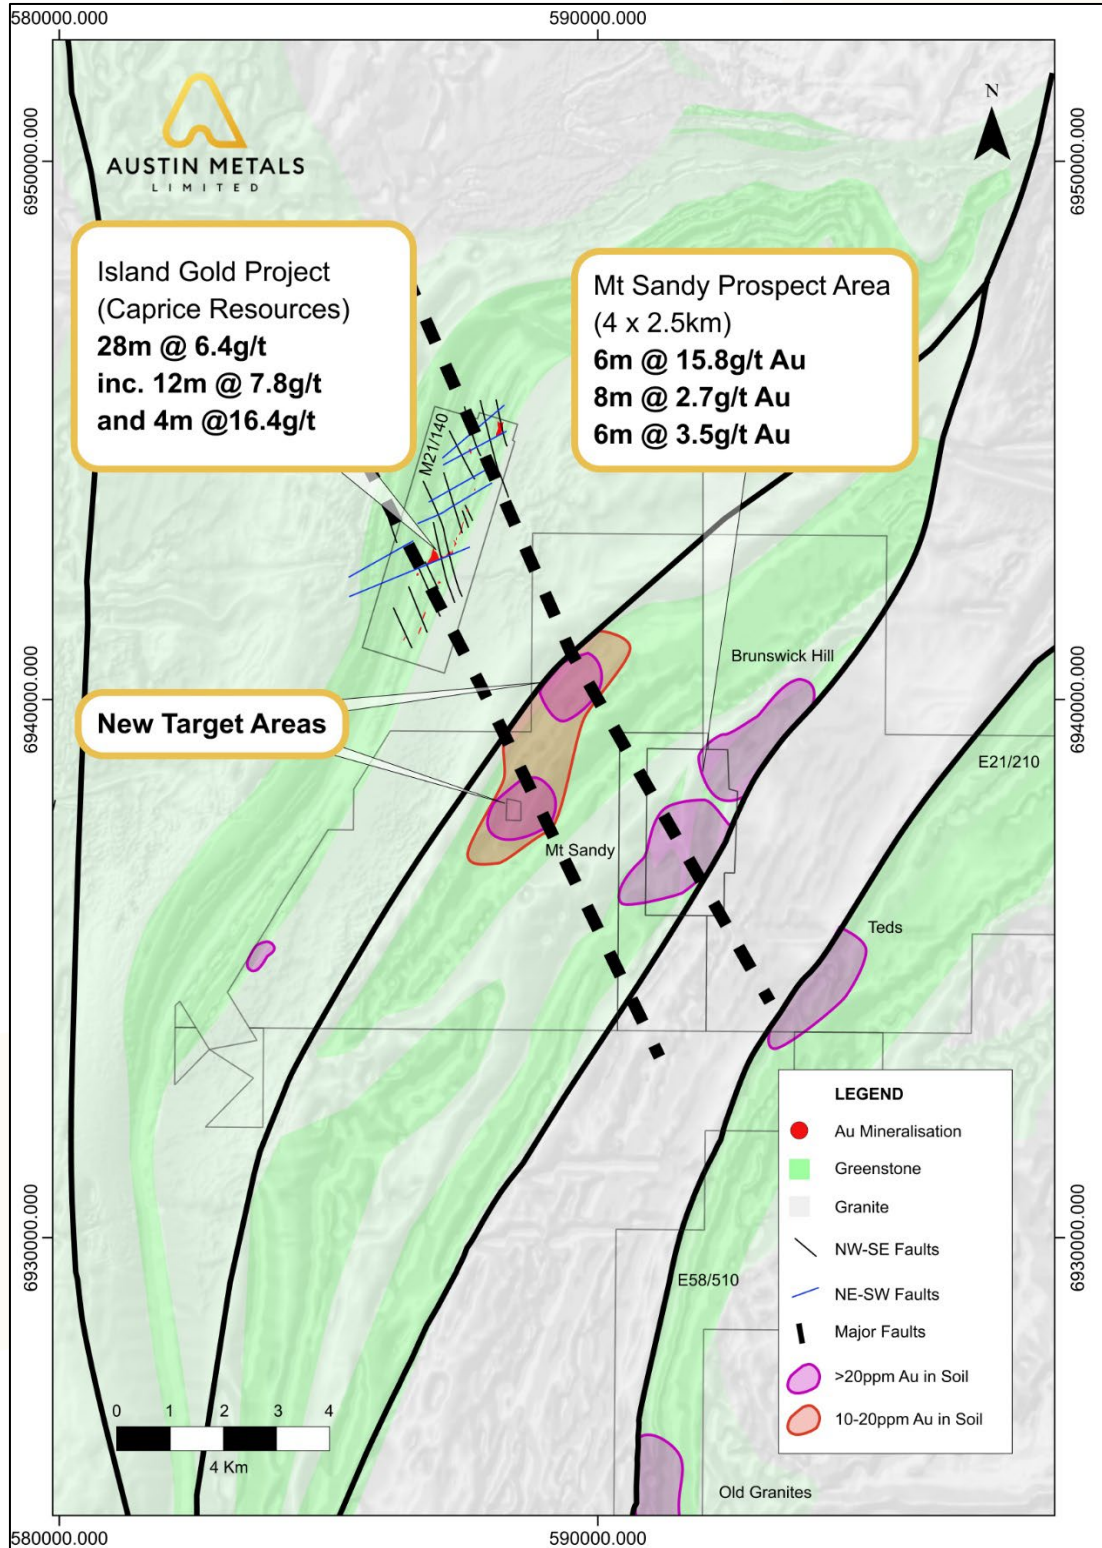 580000.000
590000.000
6950000.000
6950000.000
N
AUSTIN METALS
LIMITED
Island Gold Project
(Caprice Resources)
28m @ 6.4g/t
inc. 12m @ 7.8g/t
and 4m @16.4g/t
Mt Sandy Prospect Area
(4 x 2.5km)
6m @ 15.8g/t Au
8m @ 2.7g/t Au
6m @ 3.5g/t Au
M21/140
Brunswick Hill
6940000.000
6940000.000
New Target Areas
E21/210
Mt Sandy
Teds
LEGEND
Au Mineralisation
Greenstone
Granite
NW-SE Faults
NE-SW Faults
Major Faults
>20ppm Au in Soil
10-20ppm Au in Soil
6930000.000
6930000.000
E58/510
0 1 2 3 4
4 Km
Old Granites
580000.000
590000.000